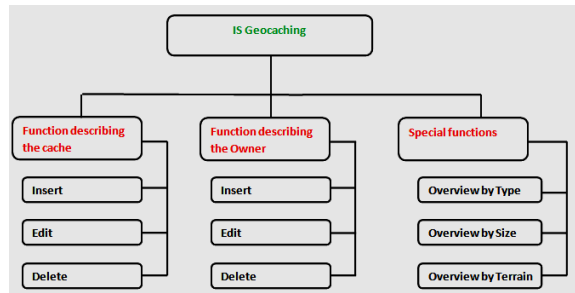 IS Geocaching
Function describing
the cache
Insert
Edit
Delete
Function describing
the Owner
Insert
Edit
Delete
Special functions
Overview by Type
Overview by Size
Overview by Terrain